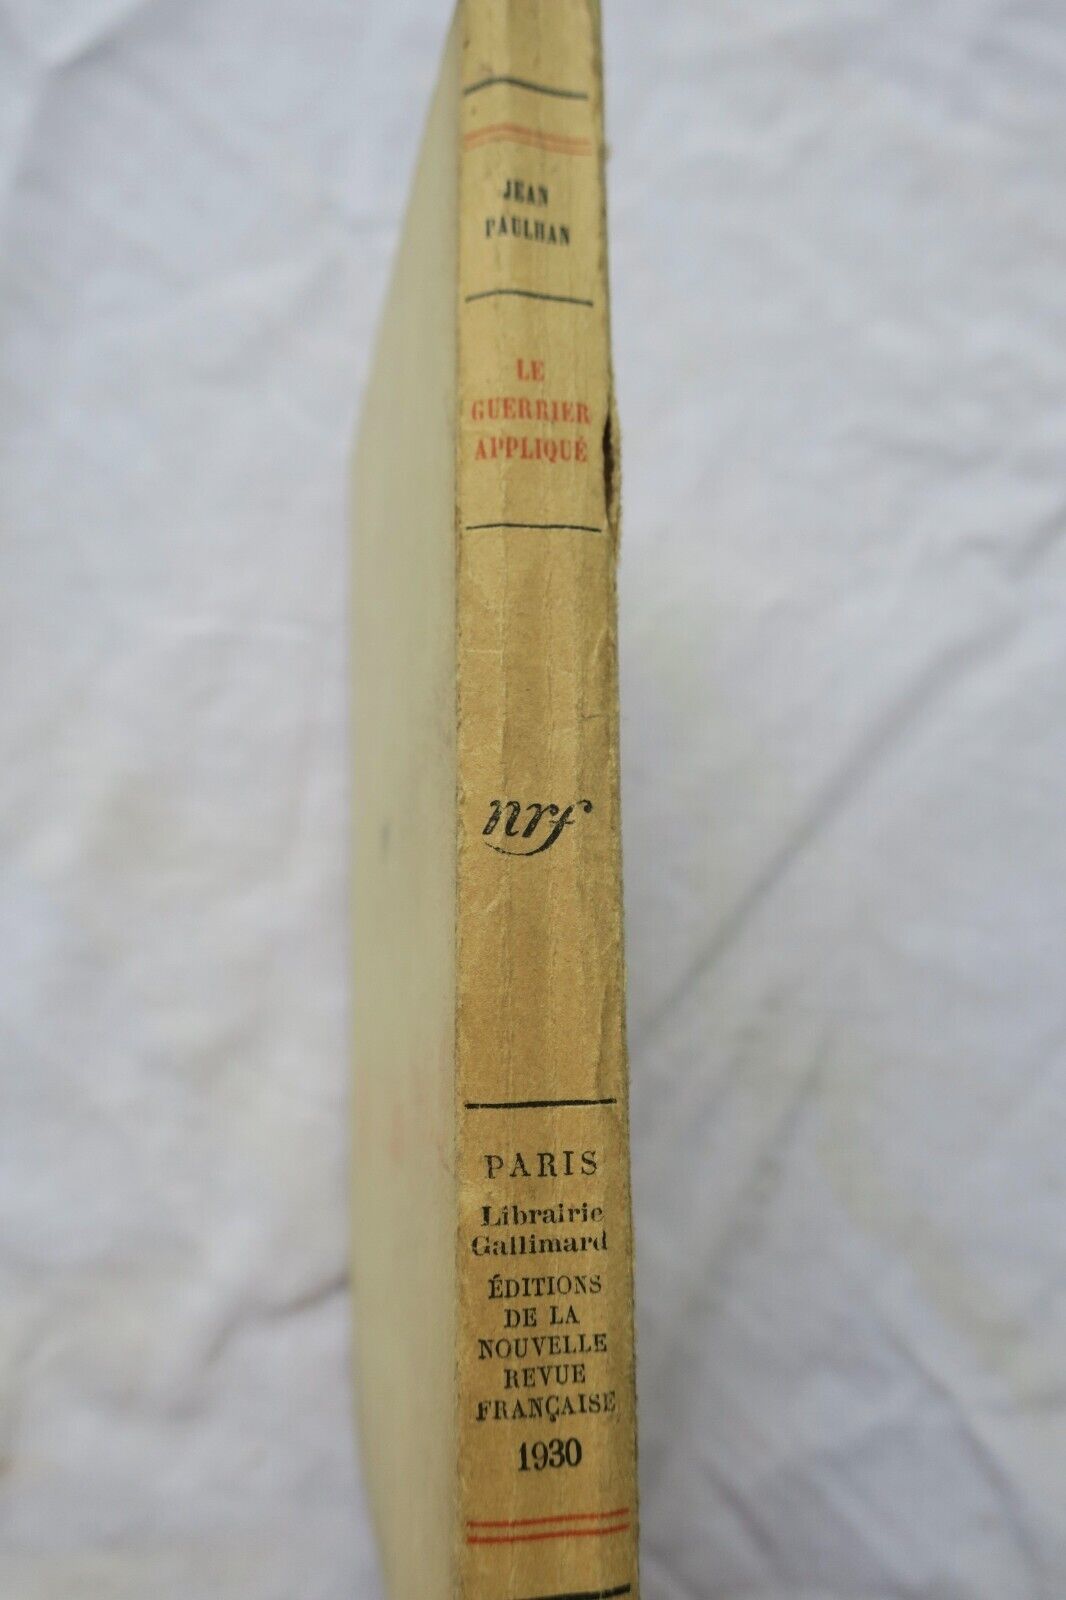 JEAN
PAULHAN
LE
GUERRIER
APPLIQUÉ
nrf
PARIS
Librairie
Gallimard
ÉDITIONS
DE LA
NOUVELLE
REVUE
FRANÇAISE
1930